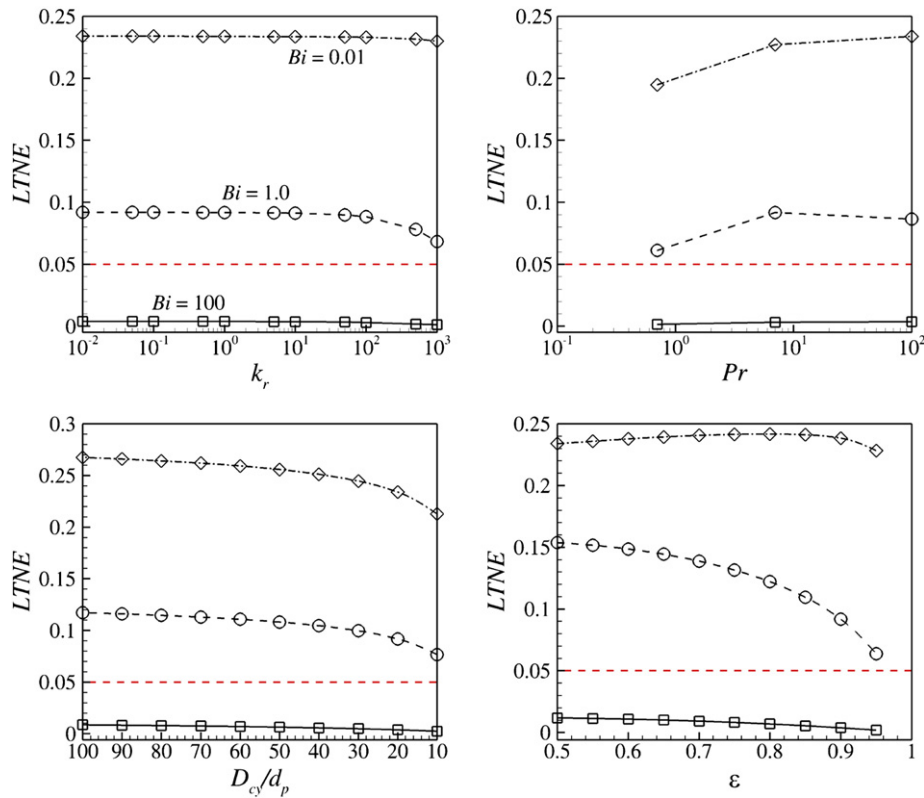 0.25
0.2
0.15
0.1
0.05
0
LTNE
Bi = 0.01
Bi = 1.0
Bi = 100
10^-2 10^-1 10^0 10^1 10^2 10^3
k_r
0.25
0.2
0.15
0.1
0.05
0
LTNE
10^-1 10^0 10^1 10^2
Pr
0.3
0.25
0.2
0.15
0.1
0.05
0
LTNE
100 90 80 70 60 50 40 30 20 10
D_cy/d_p
0.25
0.2
0.15
0.1
0.05
0
LTNE
0.5 0.6 0.7 0.8 0.9 1
ε